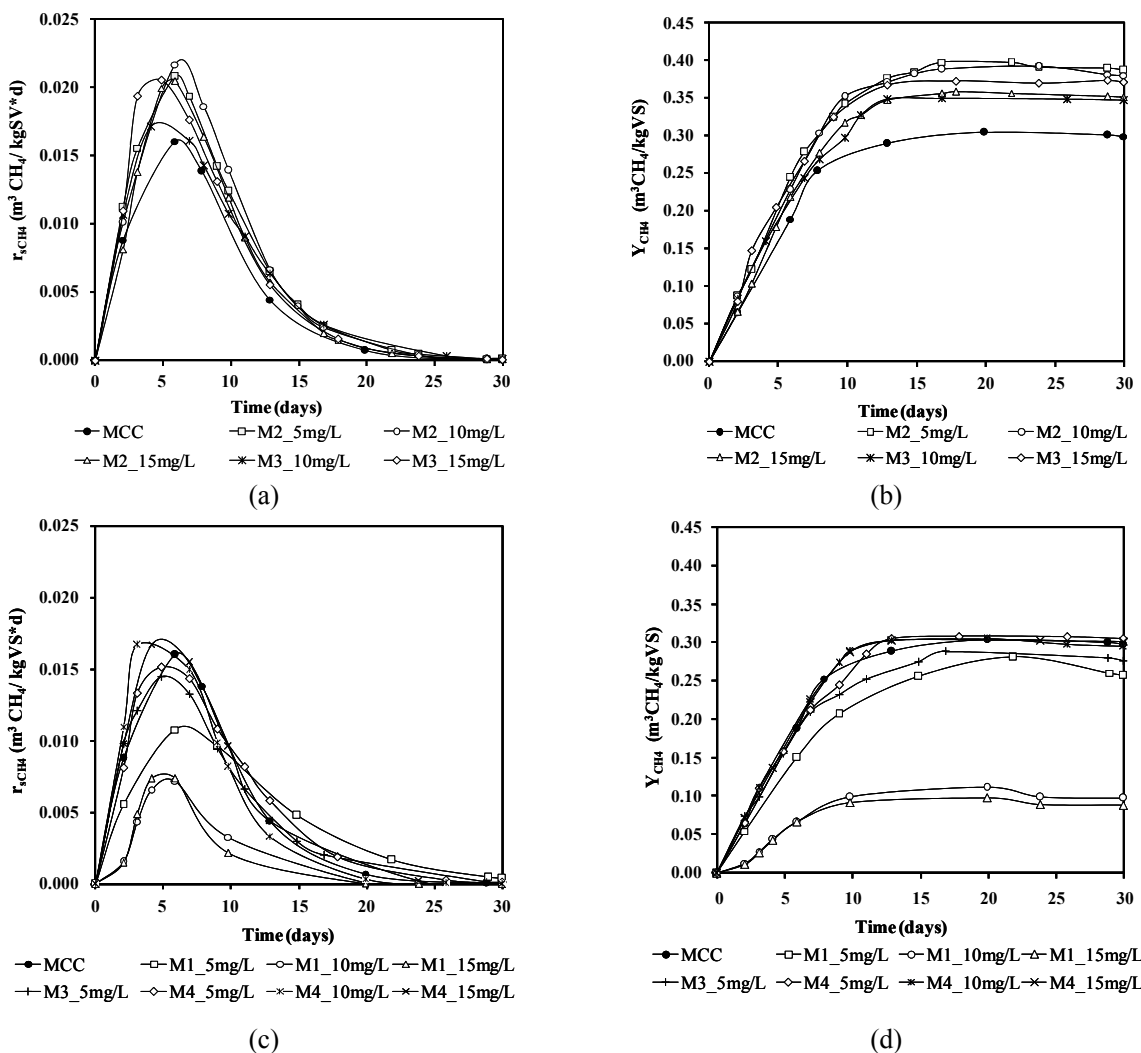 0.025
0.020
0.015
0.010
0.005
0.000
r_sCH4 (m³ CH₄/ kgSV*d)
0 5 10 15 20 25 30
Time (days)
MCC M2_5mg/L M2_10mg/L
M2_15mg/L M3_10mg/L M3_15mg/L
(a)
0.45
0.40
0.35
0.30
0.25
0.20
0.15
0.10
0.05
0.00
Y_CH4 (m³CH₄/kgVS)
0 5 10 15 20 25 30
Time (days)
MCC M2_5mg/L M2_10mg/L
M2_15mg/L M3_10mg/L M3_15mg/L
(b)
0.025
0.020
0.015
0.010
0.005
0.000
r_sCH4 (m³ CH₄/ kgVS*d)
0 5 10 15 20 25 30
Time (days)
MCC M1_5mg/L M1_10mg/L M1_15mg/L
M3_5mg/L M4_5mg/L M4_10mg/L M4_15mg/L
(c)
0.45
0.40
0.35
0.30
0.25
0.20
0.15
0.10
0.05
0.00
Y_CH4 (m³CH₄/kgVS)
0 5 10 15 20 25 30
Time (days)
MCC M1_5mg/L M1_10mg/L M1_15mg/L
M3_5mg/L M4_5mg/L M4_10mg/L M4_15mg/L
(d)